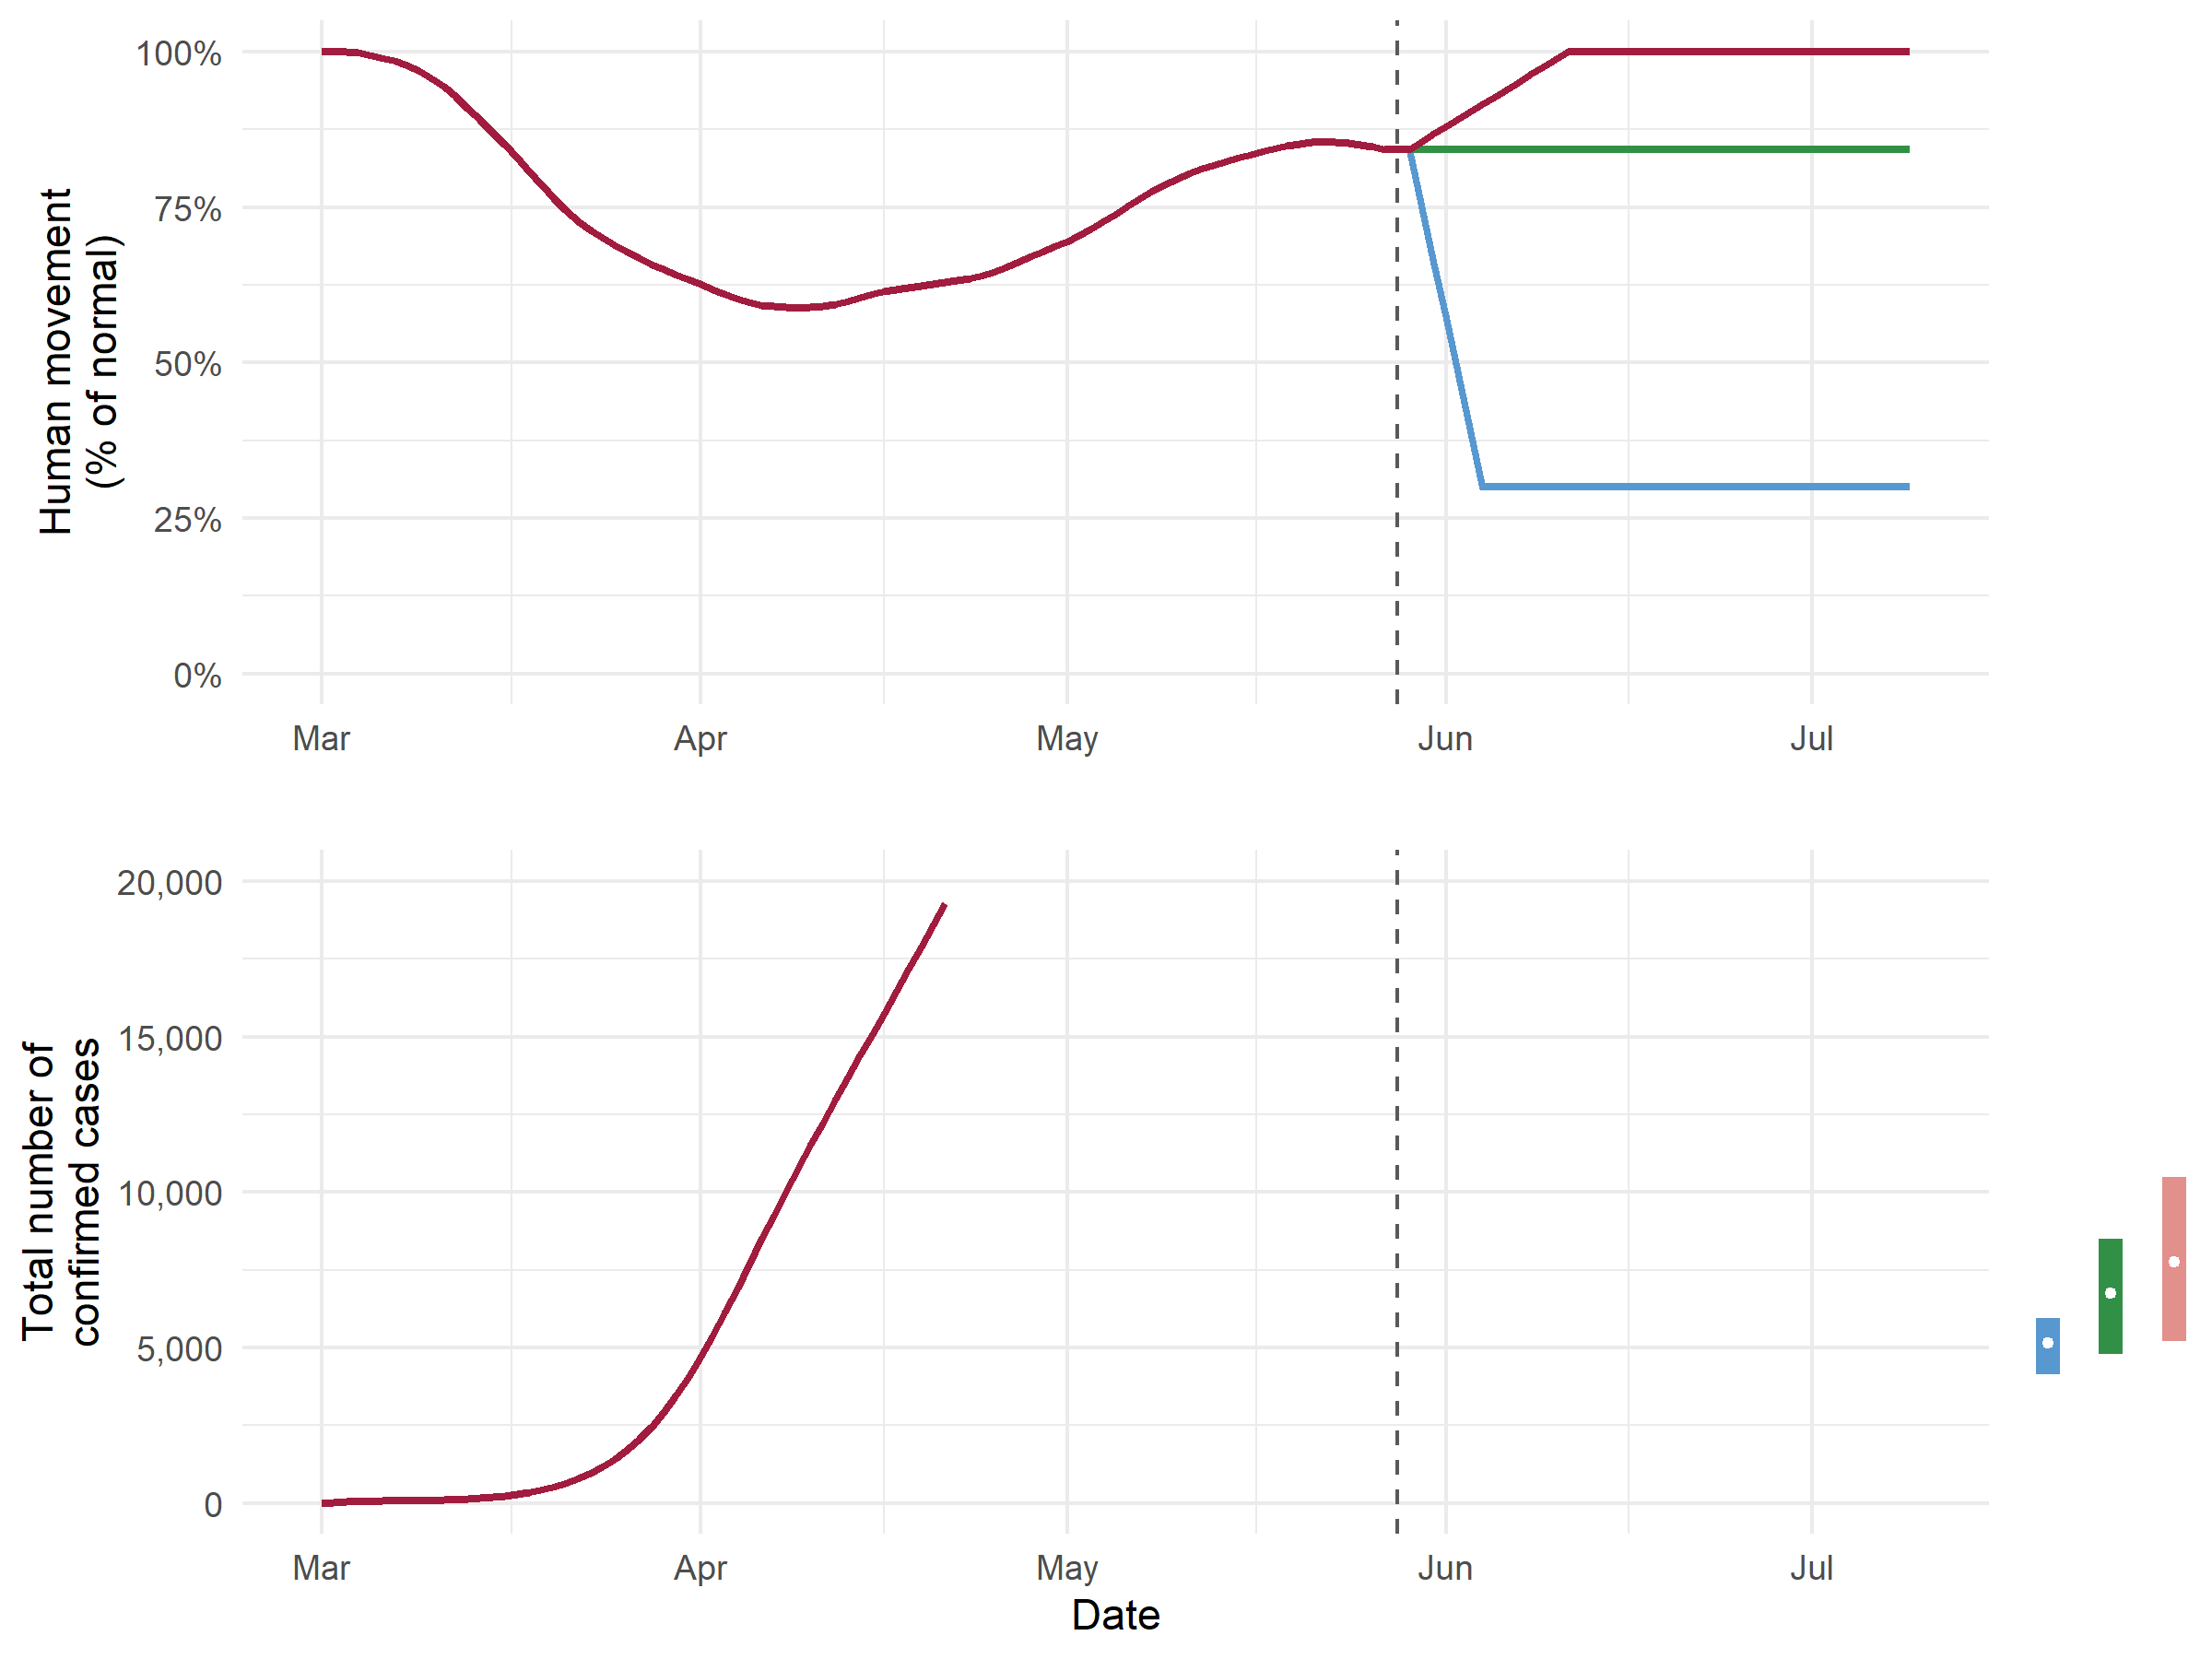 Human movement
(% of normal)
100%
75%
50%
25%
0%
Mar Apr May Jun Jul
Total number of
confirmed cases
20,000
15,000
10,000
5,000
0
Mar Apr May Jun Jul
Date